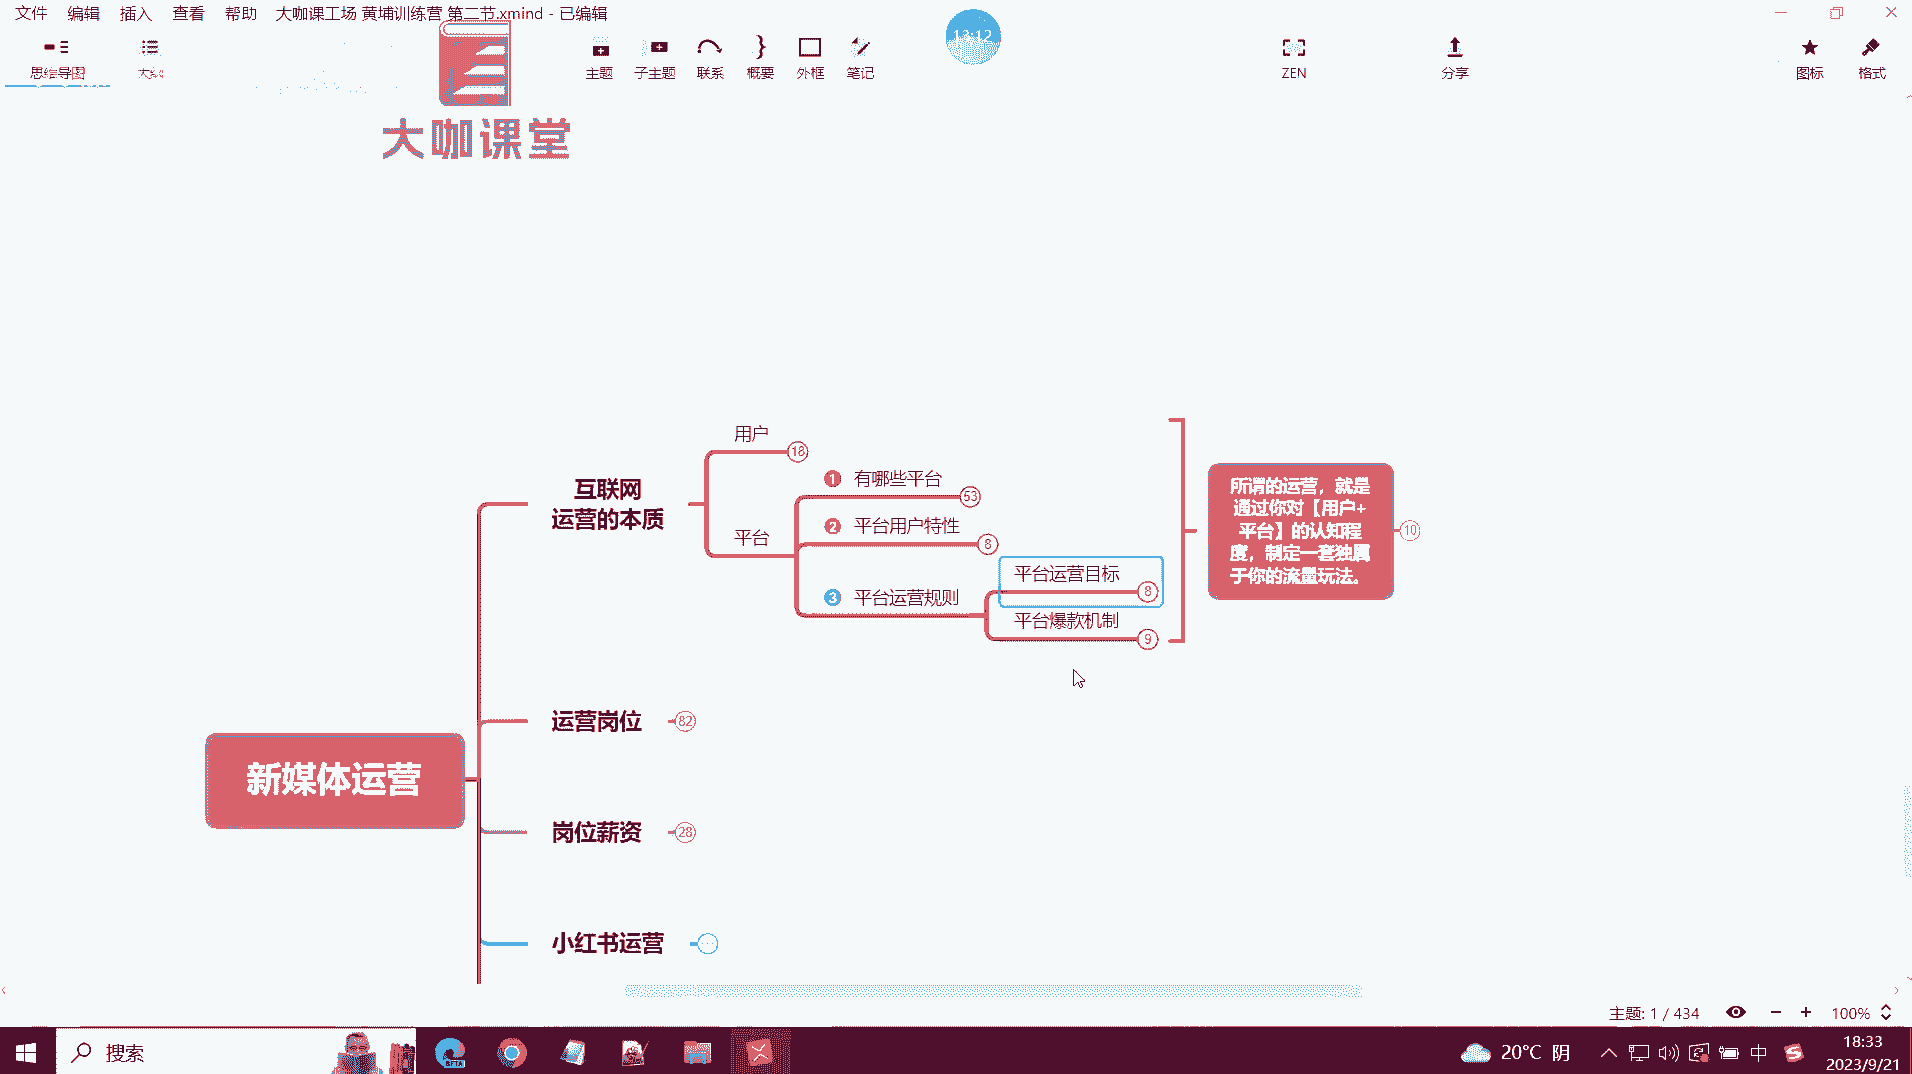 文件 编辑 插入 查看 帮助 大咖课工场 黄埔训练营 第二节.xmind - 已编辑
思维导图 大纲 主题 子主题 联系 概要 外框 笔记 13:12 ZEN 分享 图标 格式
大咖课堂
用户 18
① 有哪些平台 53
② 平台用户特性 8
平台
③ 平台运营规则
平台运营目标 8
平台爆款机制 9
互联网
运营的本质
所谓的运营，就是
通过你对【用户+
平台】的认知程
度，制定一套独属
于你的流量玩法。
10
运营岗位 82
新媒体运营
岗位薪资 28
小红书运营 ...
主题: 1 / 434 100%
搜索 20°C 阴 中 18:33
2023/9/21